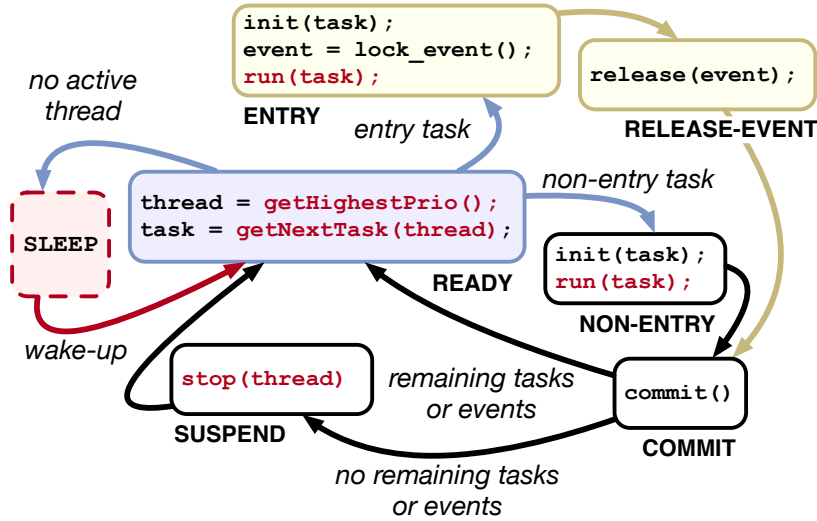 init(task);
event = lock_event();
run(task);
ENTRY
release(event);
RELEASE-EVENT
no active
thread
entry task
thread = getHighestPrio();
task = getNextTask(thread);
READY
non-entry task
SLEEP
init(task);
run(task);
NON-ENTRY
wake-up
stop(thread)
SUSPEND
remaining tasks
or events
commit()
COMMIT
no remaining tasks
or events